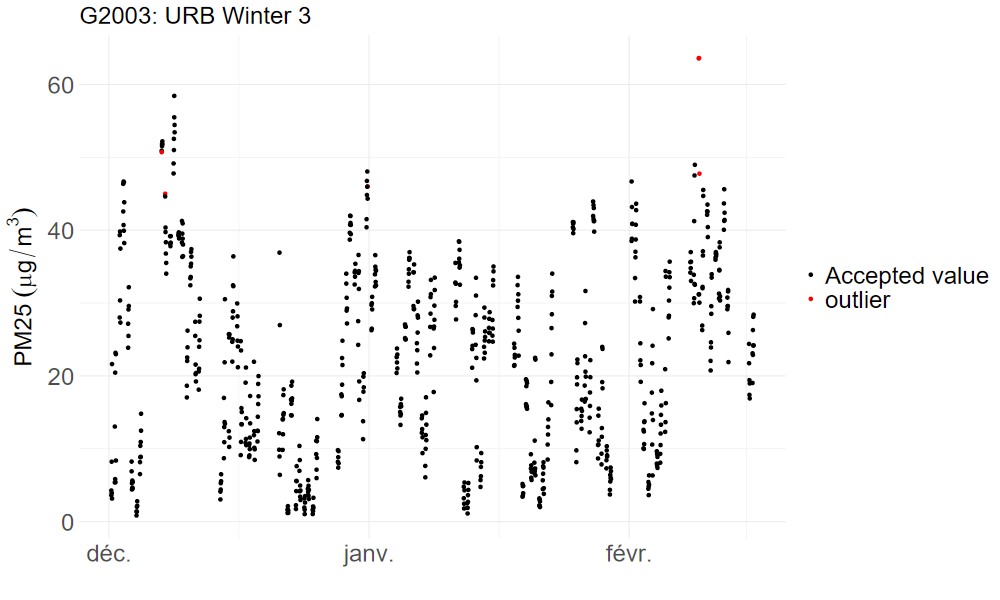 G2003: URB Winter 3
PM25 (μg/m³)
60
40
20
0
déc.
janv.
févr.
Accepted value
outlier